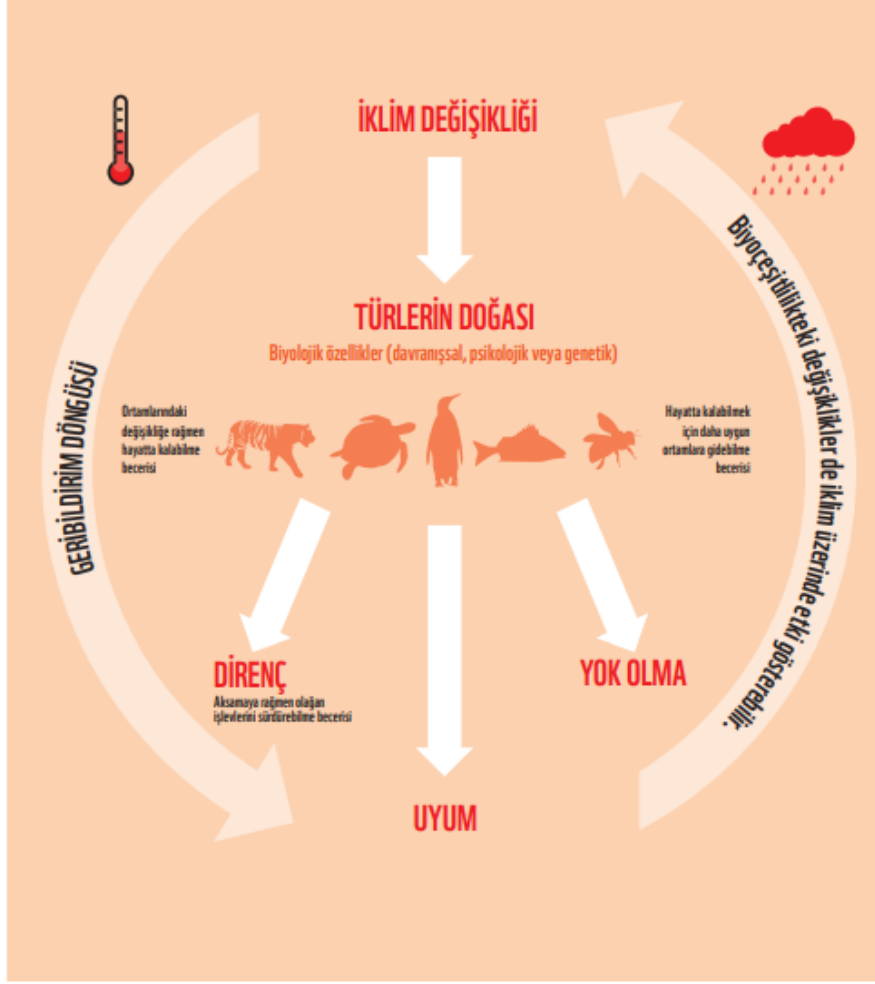 İKLİM DEĞİŞİKLİĞİ
TÜRLERİN DOĞASI
Biyolojik özellikler (davranışsal, psikolojik veya genetik)
Ortamlarındaki
değişikliğe rağmen
hayatta kalabilme
becerisi
Hayatta kalabilmek
için daha uygun
ortamlara gidebilme
becerisi
GERİBİLDİRİM DÖNGÜSÜ
Biyoçeşitlilikteki değişiklikler de iklim üzerinde etki gösterebilir.
DİRENÇ
Aksamaya rağmen olağan
işlevlerini sürdürebilme becerisi
YOK OLMA
UYUM